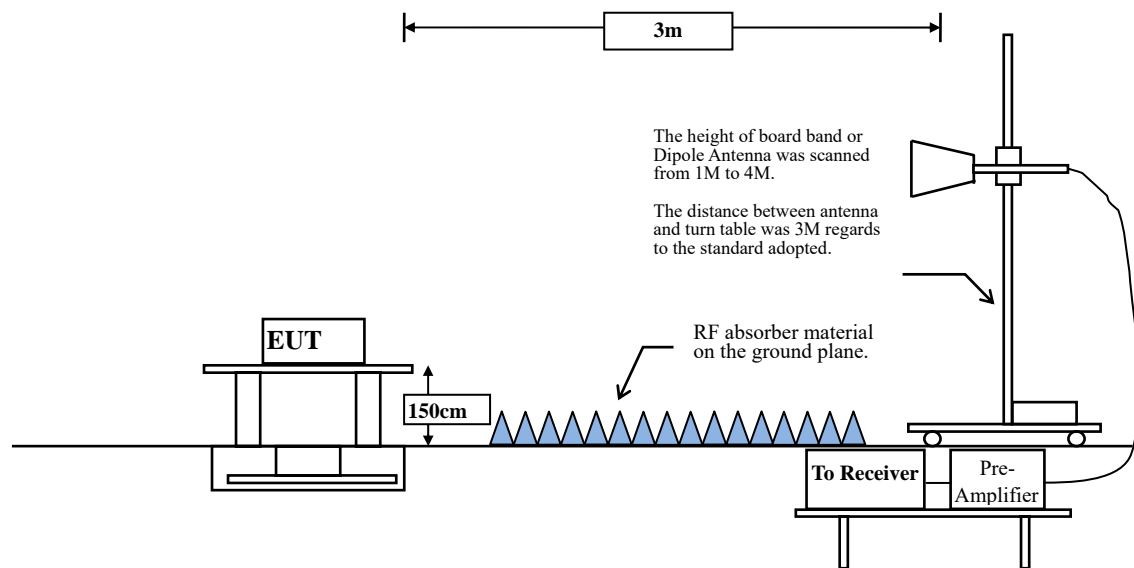 3m
The height of board band or
Dipole Antenna was scanned
from 1M to 4M.
The distance between antenna
and turn table was 3M regards
to the standard adopted.
EUT
RF absorber material
on the ground plane.
150cm
To Receiver
Pre-
Amplifier